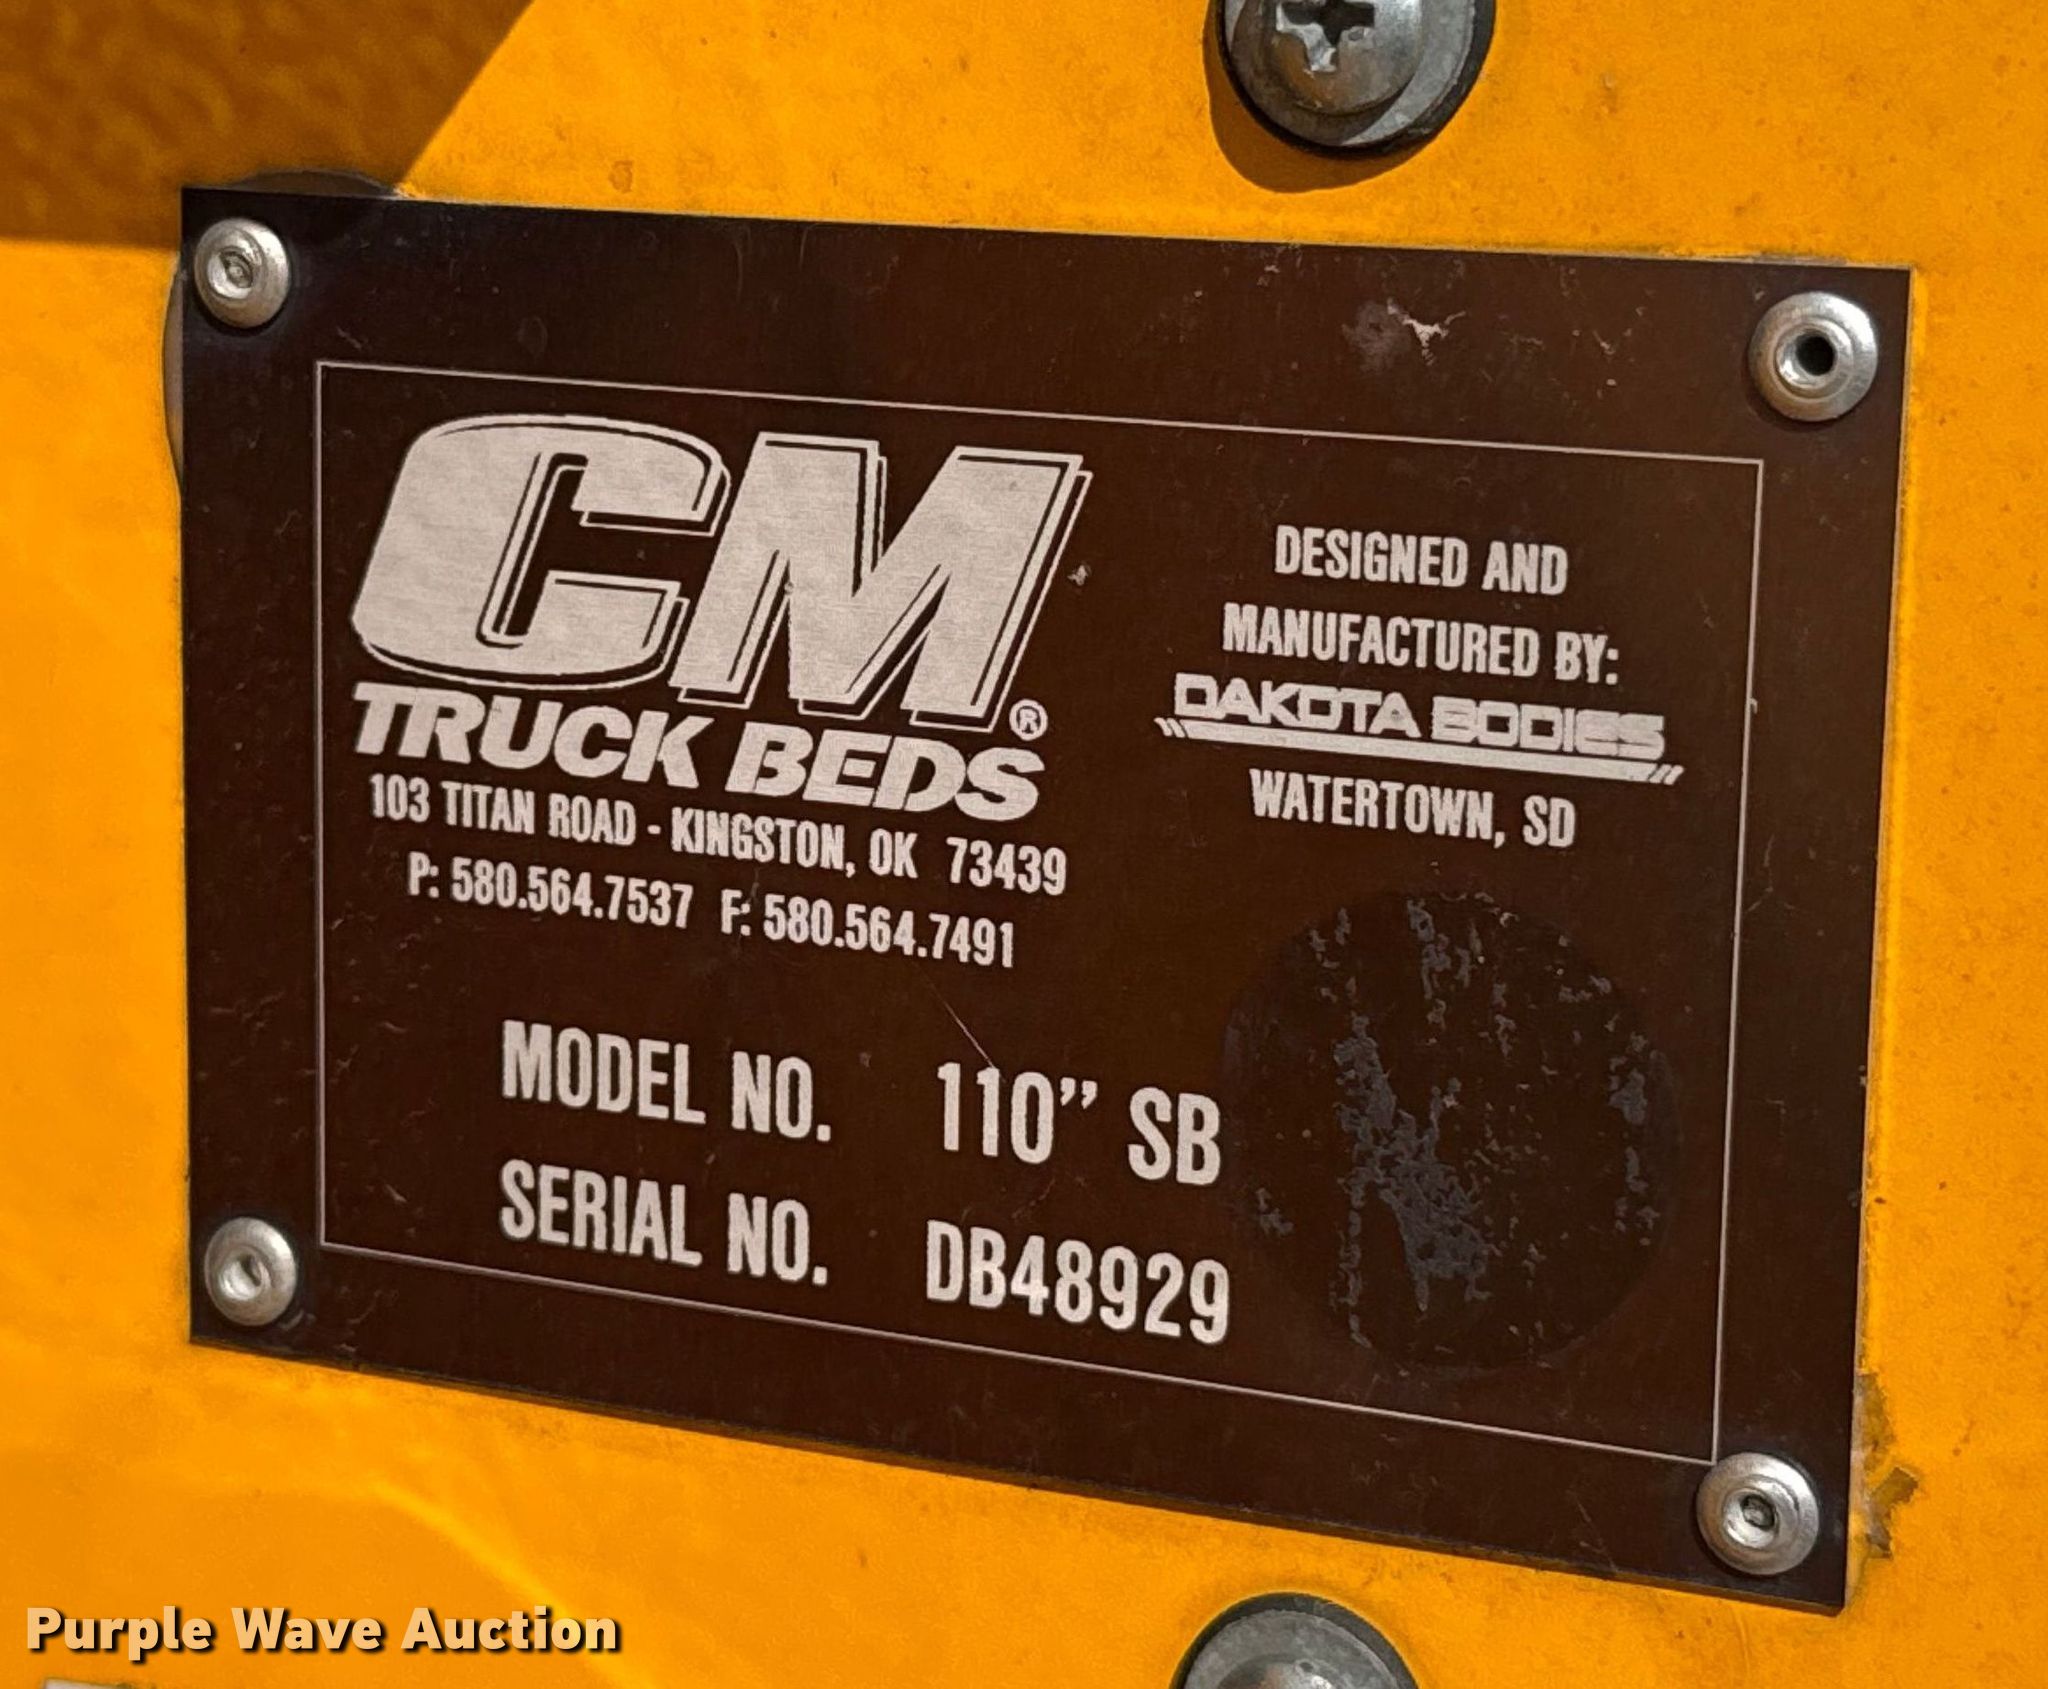 CM®
TRUCK BEDS
103 TITAN ROAD - KINGSTON, OK 73439
P: 580.564.7537 F: 580.564.7491
DESIGNED AND
MANUFACTURED BY:
DAKOTA BODIES
WATERTOWN, SD
MODEL NO. 110” SB
SERIAL NO. DB48929
Purple Wave Auction